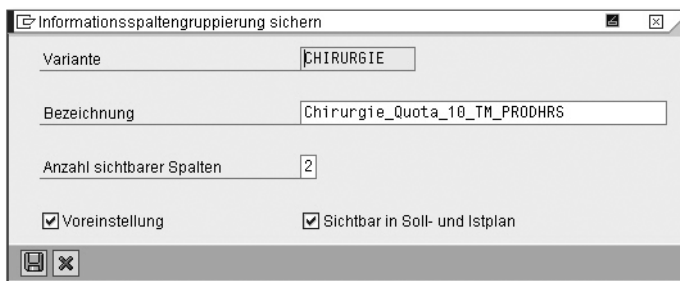 Informationsspaltengruppierung sichern
Variante CHIRURGIE
Bezeichnung Chirurgie_Quota_10_TM_PRODHRS
Anzahl sichtbarer Spalten 2
Voreinstellung Sichtbar in Soll- und Istplan